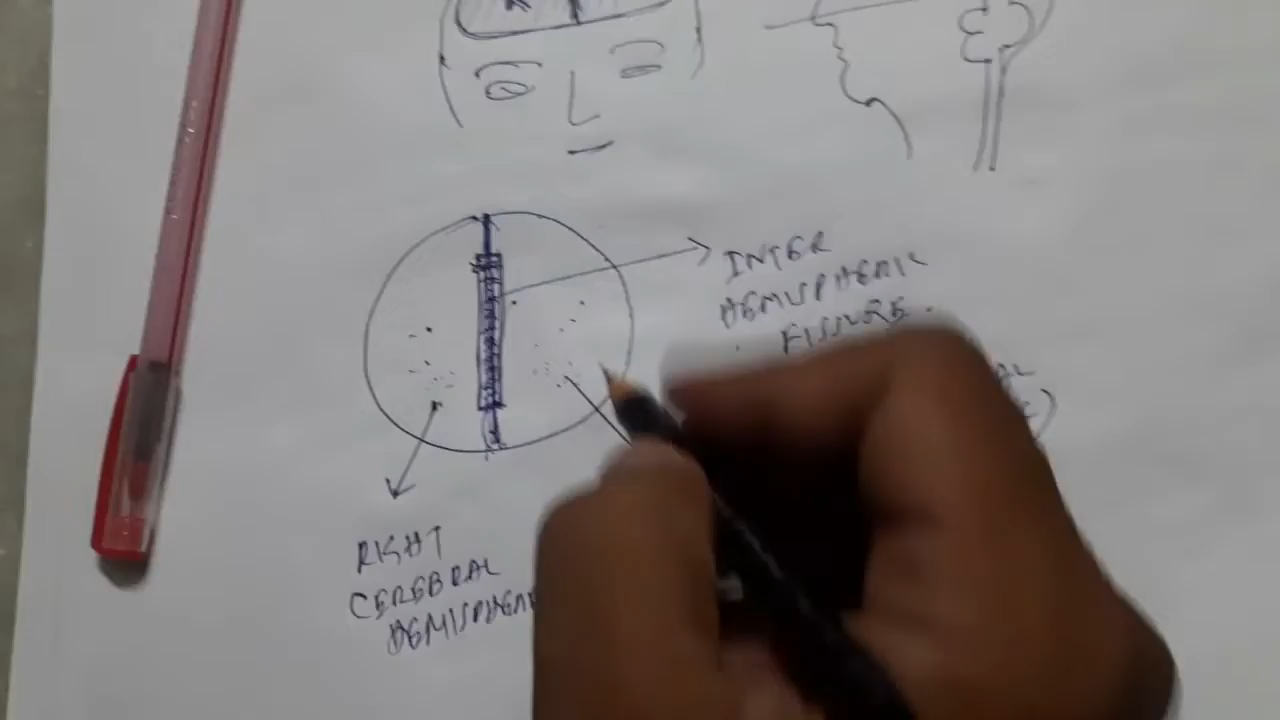 INTER
HEMISPHERIC
FISSURE
RIGHT
CEREBRAL
HEMISPHERE